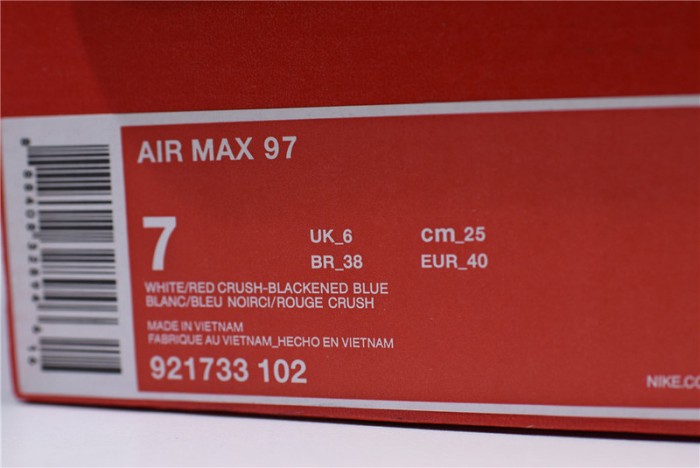 AIR MAX 97
7
UK_6
cm_25
BR_38
EUR_40
WHITE/RED CRUSH-BLACKENED BLUE
BLANC/BLEU NOIRCI/ROUGE CRUSH
MADE IN VIETNAM
FABRIQUE AU VIETNAM_HECHO EN VIETNAM
921733 102
NIKE.CO